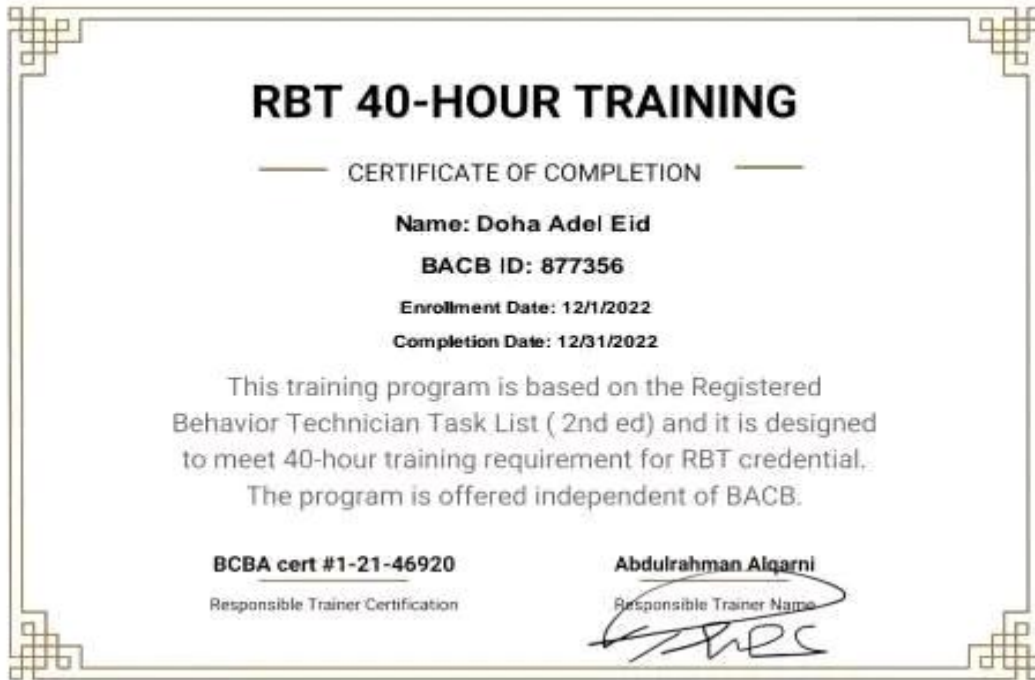 RBT 40-HOUR TRAINING
CERTIFICATE OF COMPLETION
Name: Doha Adel Eid
BACB ID: 877356
Enrollment Date: 12/1/2022
Completion Date: 12/31/2022
This training program is based on the Registered
Behavior Technician Task List ( 2nd ed) and it is designed
to meet 40-hour training requirement for RBT credential.
The program is offered independent of BACB.
BCBA cert #1-21-46920
Responsible Trainer Certification
Abdulrahman Alqarni
Responsible Trainer Name